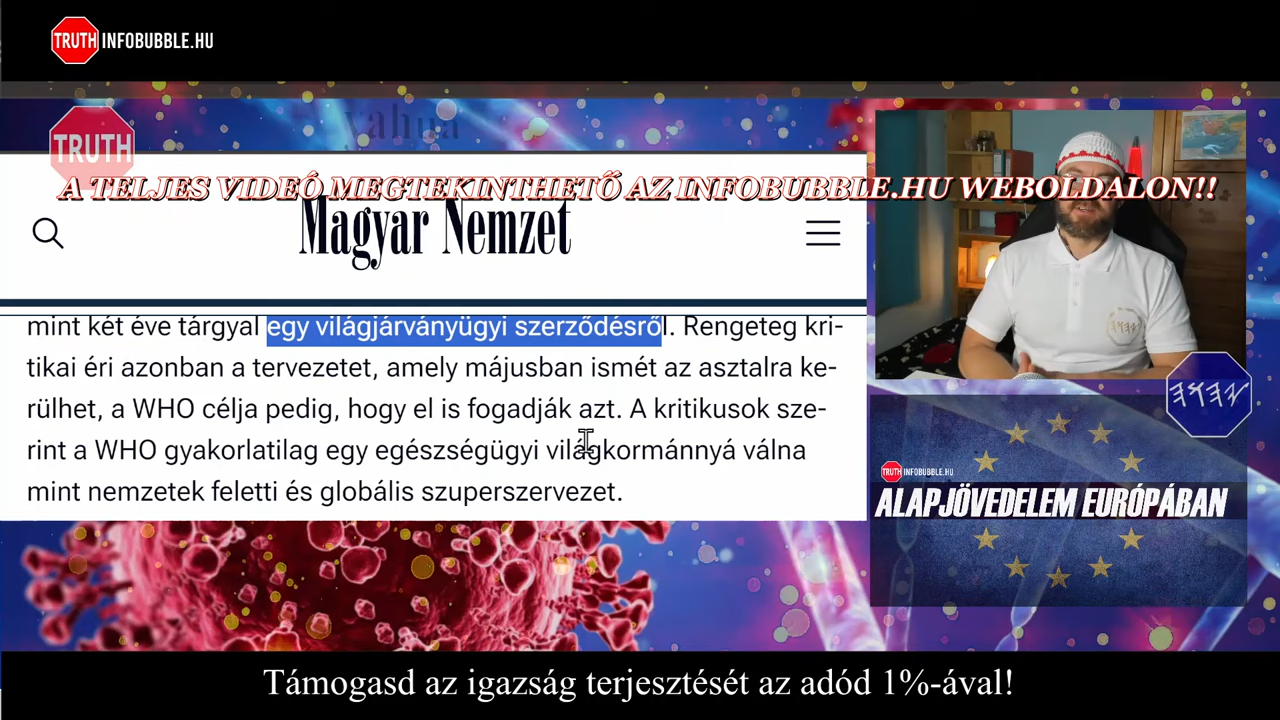 TRUTH INFOBUBBLE.HU
TRUTH
A TELJES VIDEÓ MEGTEKINTHETŐ AZ INFOBUBBLE.HU WEBOLDALON!!
Magyar Nemzet
mint két éve tárgyal egy világjárványügyi szerződésről. Rengeteg kri-
tikai éri azonban a tervezetet, amely májusban ismét az asztalra ke-
rülhet, a WHO célja pedig, hogy el is fogadják azt. A kritikusok sze-
rint a WHO gyakorlatilag egy egészségügyi világkormánnyá válna
mint nemzetek feletti és globális szuperszervezet.
𐤉𐤄𐤅𐤄
TRUTH INFOBUBBLE.HU
ALAPJÖVEDELEM EURÓPÁBAN
Támogasd az igazság terjesztését az adód 1%-ával!